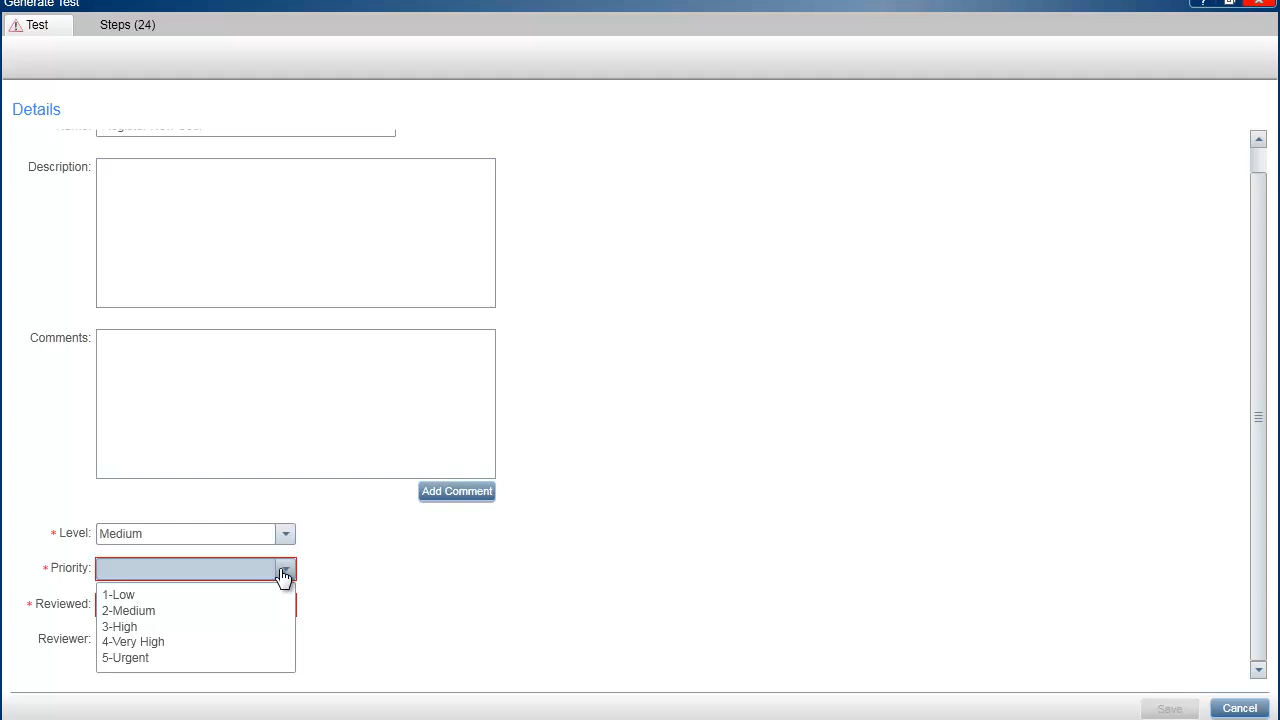 Generate Test
?
Test
Steps (24)
Details
Description:
Comments:
Add Comment
* Level: Medium
* Priority:
1-Low
2-Medium
* Reviewed:
3-High
4-Very High
Reviewer:
5-Urgent
Save
Cancel